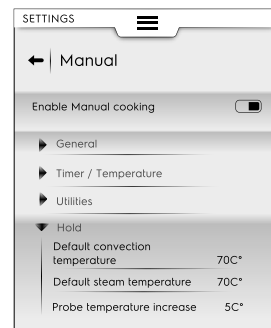 SETTINGS
Manual
Enable Manual cooking
General
Timer / Temperature
Utilities
Hold
Default convection
temperature 70C°
Default steam temperature 70C°
Probe temperature increase 5C°